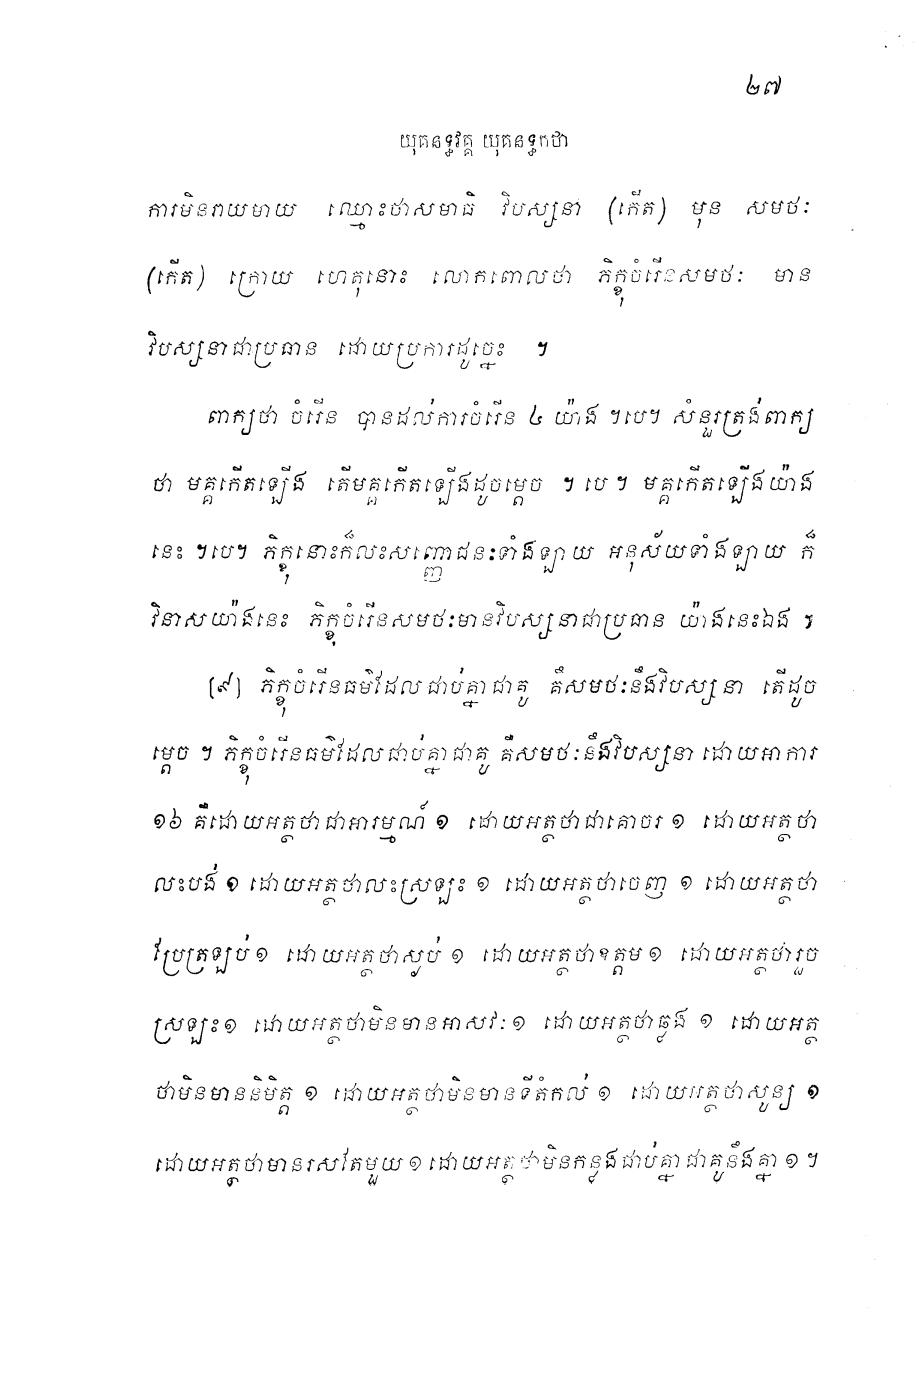 ២៧
យុគនទ្ធវគ្គ យុគនទ្ធកថា
ការមិនរាយមាយ ឈ្មោះថាសមាធិ វិបស្សនា (កើត) មុន សមថៈ
(កើត) ក្រោយ ហេតុនោះ លោកពោលថា ភិក្ខុចំរើនសមថៈ មាន
វិបស្សនាជាប្រធាន ដោយប្រការដូច្នេះ ។
ពាក្យថា ចំរើន បានដល់ការចំរើន ៤ យ៉ាង ។បេ។ សំនួរត្រង់ពាក្យ
ថា មគ្គកើតឡើង តើមគ្គកើតឡើងដូចម្តេច ។ បេ ។ មគ្គកើតឡើងយ៉ាង
នេះ ។បេ។ ភិក្ខុនោះក៏លះសញ្ញោជនៈទាំងឡាយ អនុស័យទាំងឡាយ ក៏
វិនាសយ៉ាងនេះ ភិក្ខុចំរើនសមថៈមានវិបស្សនាជាប្រធាន យ៉ាងនេះឯង ។
[៩] ភិក្ខុចំរើនធម៌ដែលជាប់គ្នាជាគូ គឺសមថៈនឹងវិបស្សនា តើដូច
ម្តេច ។ ភិក្ខុចំរើនធម៌ដែលជាប់គ្នាជាគូ គឺសមថៈនឹងវិបស្សនា ដោយអាការ
១៦ គឺដោយអត្ថថាជាអារម្មណ៍ ១ ដោយអត្ថថាជាគោចរ ១ ដោយអត្ថថា
លះបង់ ១ ដោយអត្ថថាលះស្រឡះ ១ ដោយអត្ថថាចេញ ១ ដោយអត្ថថា
ប្រែត្រឡប់ ១ ដោយអត្ថថាស្ងប់ ១ ដោយអត្ថថាឧត្តម ១ ដោយអត្ថថារួច
ស្រឡះ ១ ដោយអត្ថថាមិនមានអាសវៈ ១ ដោយអត្ថថាឆ្លង ១ ដោយអត្ថ
ថាមិនមាននិមិត្ត ១ ដោយអត្ថថាមិនមានទីតំកល់ ១ ដោយអត្ថថាសូន្យ ១
ដោយអត្ថថាមានរសតែមួយ ១ ដោយអត្ថថាមិនកន្លងជាប់គ្នាជាគូនឹងគ្នា ១ ។